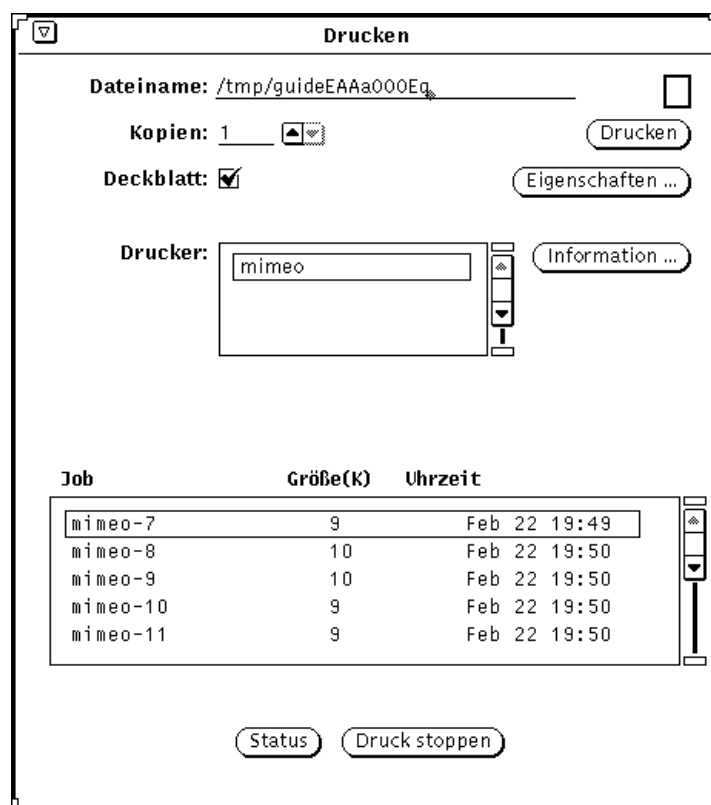 Drucken
Dateiname: /tmp/guideEAAa000Eq
Kopien: 1
Drucken
Deckblatt:
Eigenschaften ...
Drucker: mimeo
Information ...
Job Größe(K) Uhrzeit
mimeo-7 9 Feb 22 19:49
mimeo-8 10 Feb 22 19:50
mimeo-9 10 Feb 22 19:50
mimeo-10 9 Feb 22 19:50
mimeo-11 9 Feb 22 19:50
Status Druck stoppen